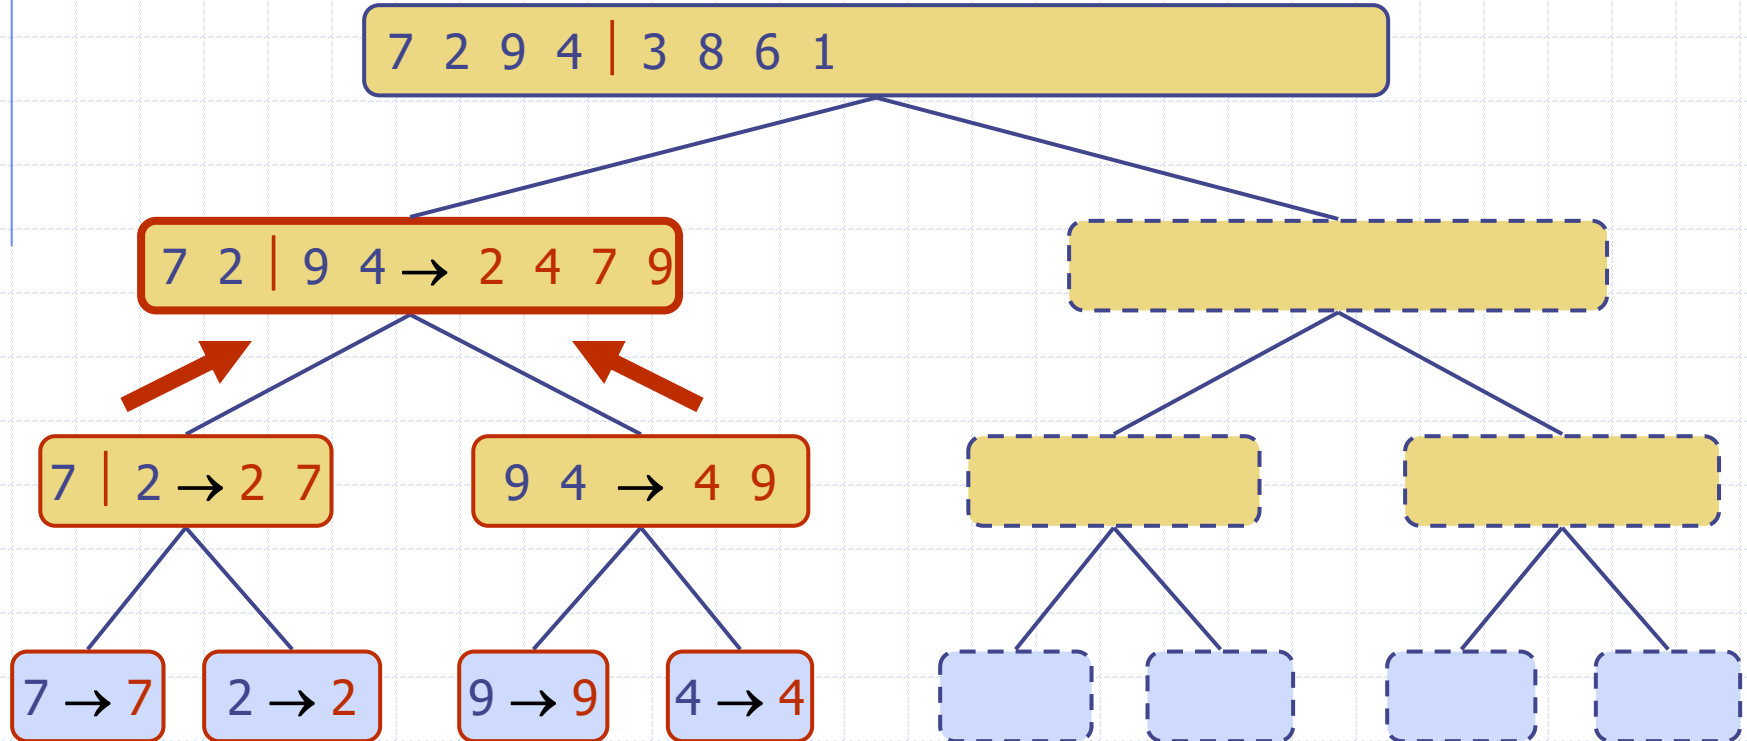 7 2 9 4 | 3 8 6 1
7 2 | 9 4 → 2 4 7 9
7 | 2 → 2 7
9 4 → 4 9
7 → 7
2 → 2
9 → 9
4 → 4